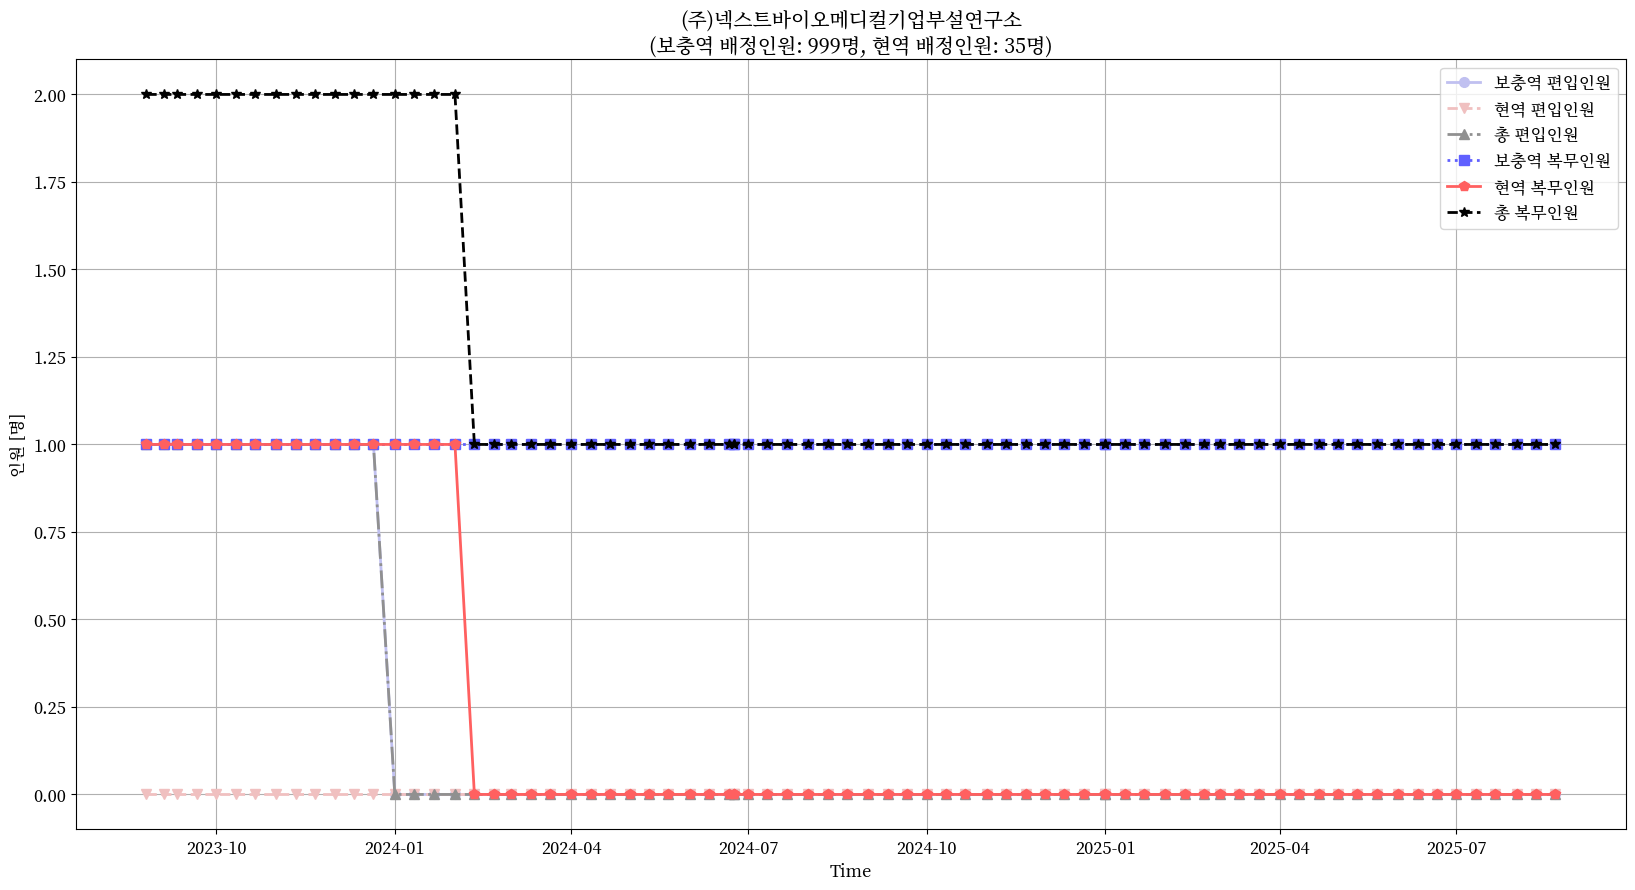 (주)넥스트바이오메디컬기업부설연구소
(보충역 배정인원: 999명, 현역 배정인원: 35명)
보충역 편입인원
현역 편입인원
총 편입인원
보충역 복무인원
현역 복무인원
총 복무인원
인원 [명]
2.00
1.75
1.50
1.25
1.00
0.75
0.50
0.25
0.00
2023-10 2024-01 2024-04 2024-07 2024-10 2025-01 2025-04 2025-07
Time